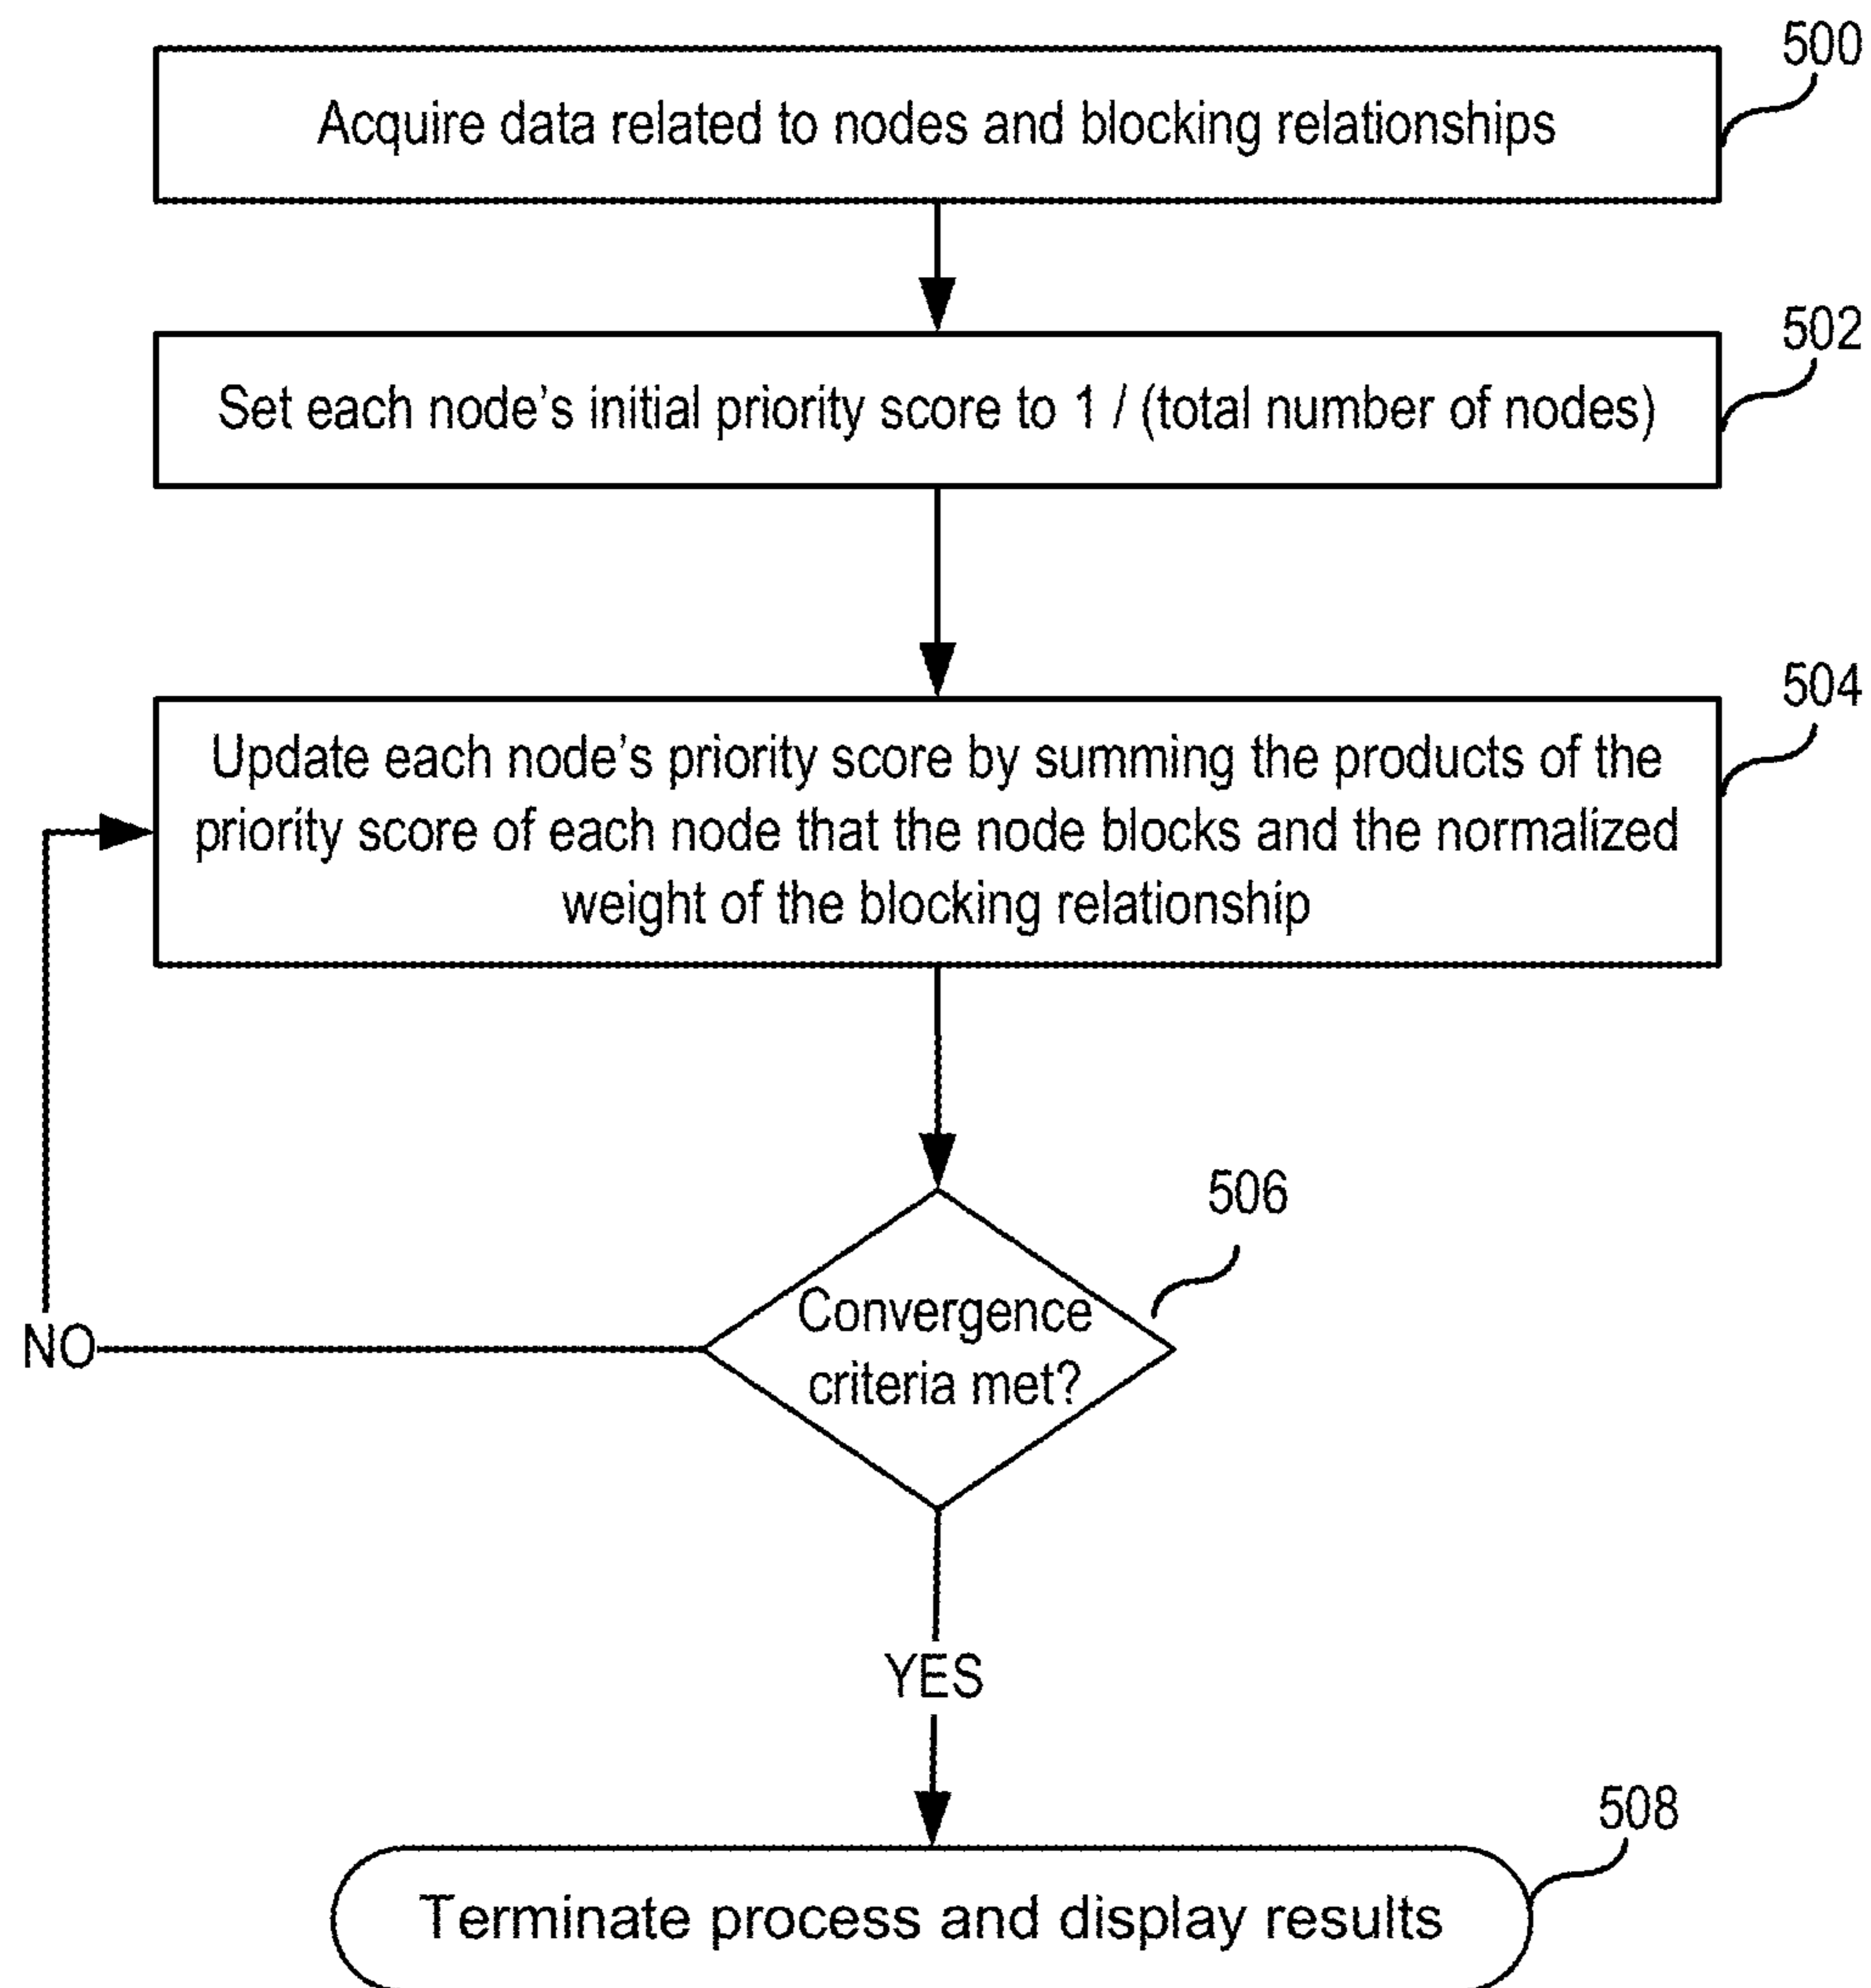 500
Acquire data related to nodes and blocking relationships
502
Set each node’s initial priority score to 1 / (total number of nodes)
504
Update each node’s priority score by summing the products of the
priority score of each node that the node blocks and the normalized
weight of the blocking relationship
506
Convergence
criteria met?
NO
YES
508
Terminate process and display results